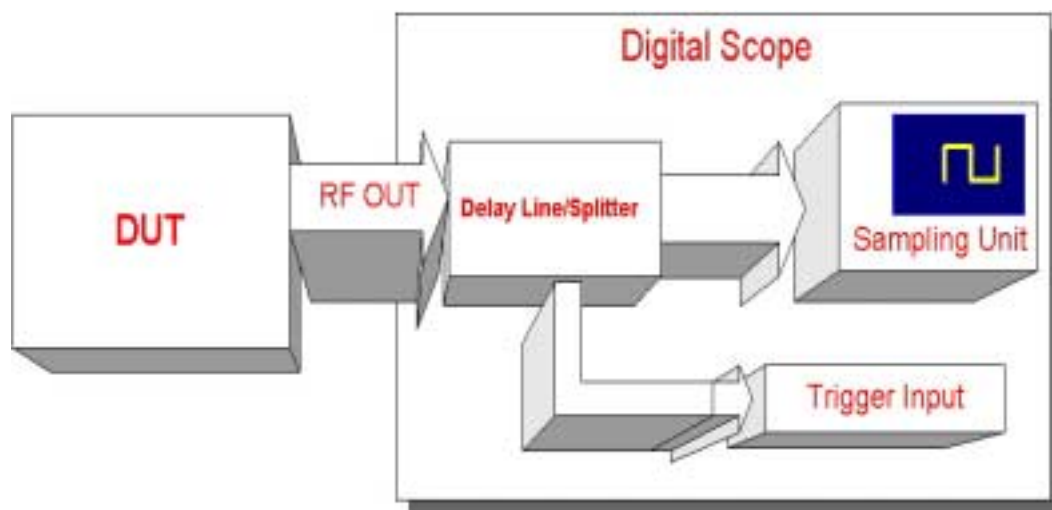 Digital Scope
DUT
RF OUT
Delay Line/Splitter
Sampling Unit
Trigger Input